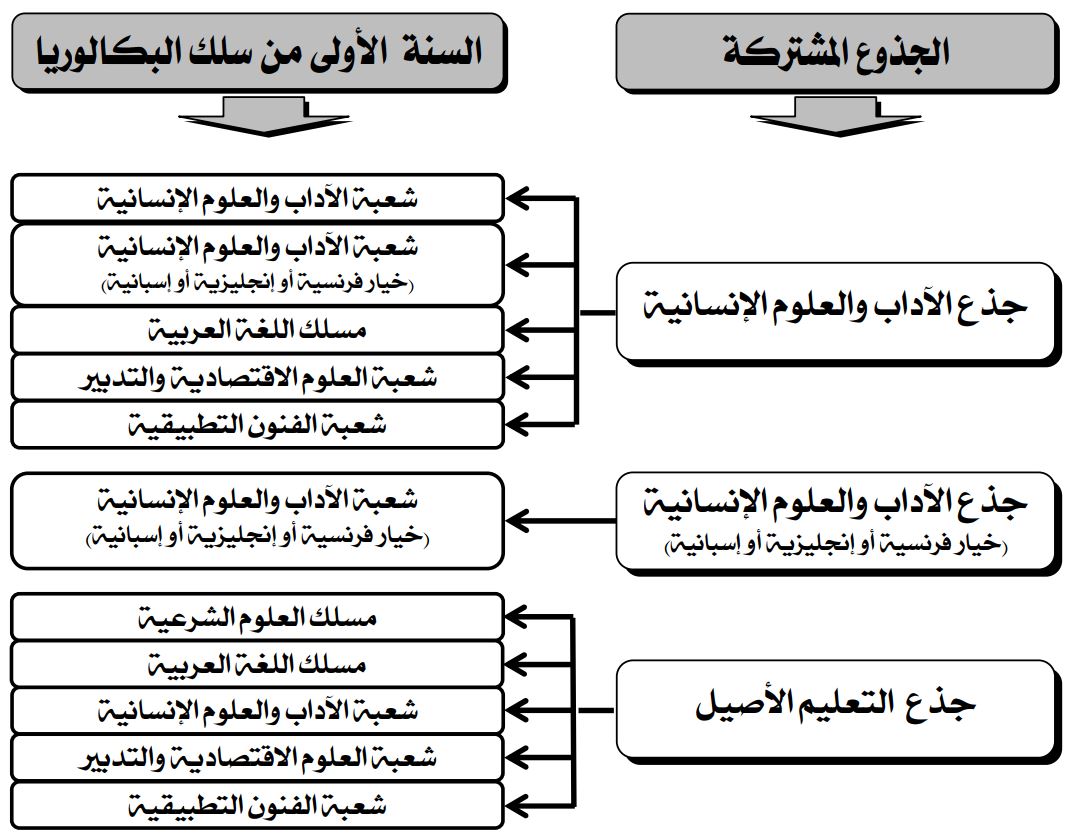 الجذوع المشتركة
السنة الأولى من سلك البكالوريا
جذع الآداب والعلوم الإنسانية
شعبة الآداب والعلوم الإنسانية
شعبة الآداب والعلوم الإنسانية
(خيار فرنسية أو إنجليزية أو إسبانية)
مسلك اللغة العربية
شعبة العلوم الاقتصادية والتدبير
شعبة الفنون التطبيقية
جذع الآداب والعلوم الإنسانية
(خيار فرنسية أو إنجليزية أو إسبانية)
شعبة الآداب والعلوم الإنسانية
(خيار فرنسية أو إنجليزية أو إسبانية)
جذع التعليم الأصيل
مسلك العلوم الشرعية
مسلك اللغة العربية
شعبة الآداب والعلوم الإنسانية
شعبة العلوم الاقتصادية والتدبير
شعبة الفنون التطبيقية